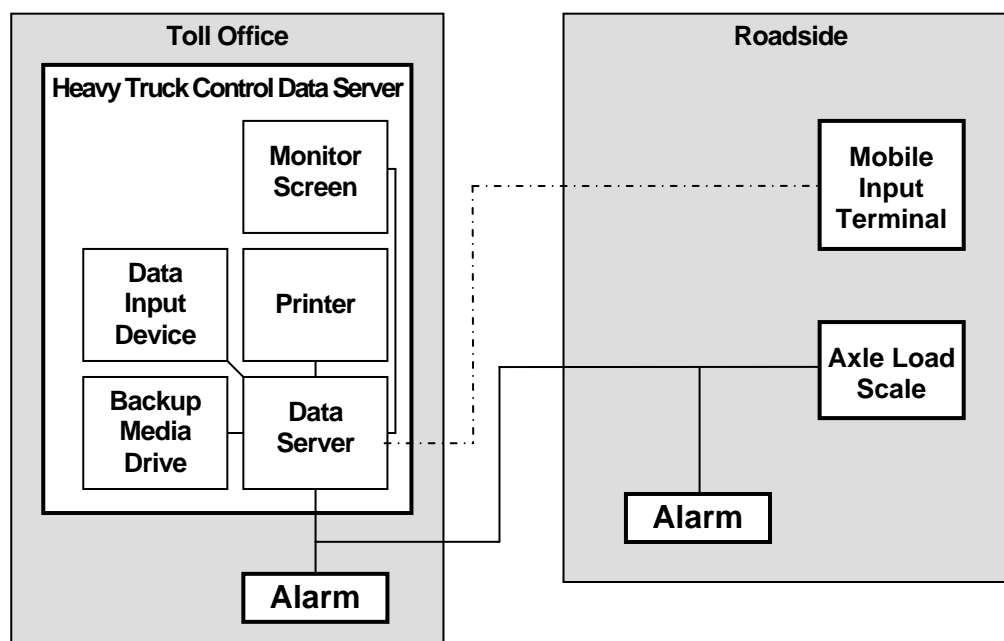 Toll Office
Heavy Truck Control Data Server
Monitor
Screen
Data
Input
Device
Printer
Backup
Media
Drive
Data
Server
Alarm
Roadside
Mobile
Input
Terminal
Axle Load
Scale
Alarm